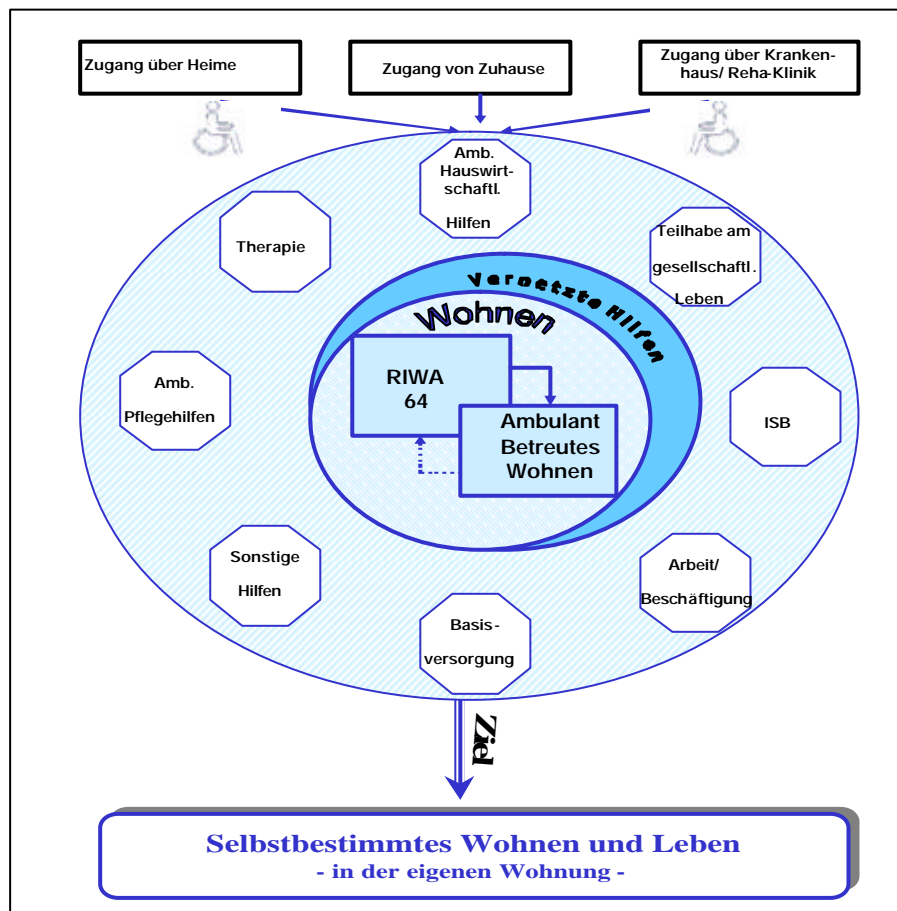 Zugang über Heime
Zugang von Zuhause
Zugang über Kranken-
haus/ Reha-Klinik
Amb.
Hauswirt-
schaftl.
Hilfen
Therapie
Teilhabe am
gesellschaftl.
Leben
Vernetzte Hilfen
Wohnen
RIWA
64
Ambulant
Betreutes
Wohnen
Amb.
Pflegehilfen
ISB
Sonstige
Hilfen
Arbeit/
Beschäftigung
Basis-
versorgung
Ziel
Selbstbestimmtes Wohnen und Leben
- in der eigenen Wohnung -